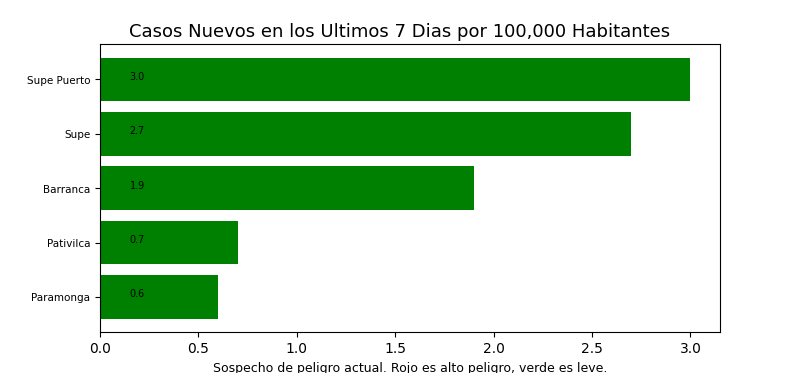 Casos Nuevos en los Ultimos 7 Dias por 100,000 Habitantes
Supe Puerto 3.0
Supe 2.7
Barranca 1.9
Pativilca 0.7
Paramonga 0.6
0.0 0.5 1.0 1.5 2.0 2.5 3.0
Sospecho de peligro actual. Rojo es alto peligro, verde es leve.